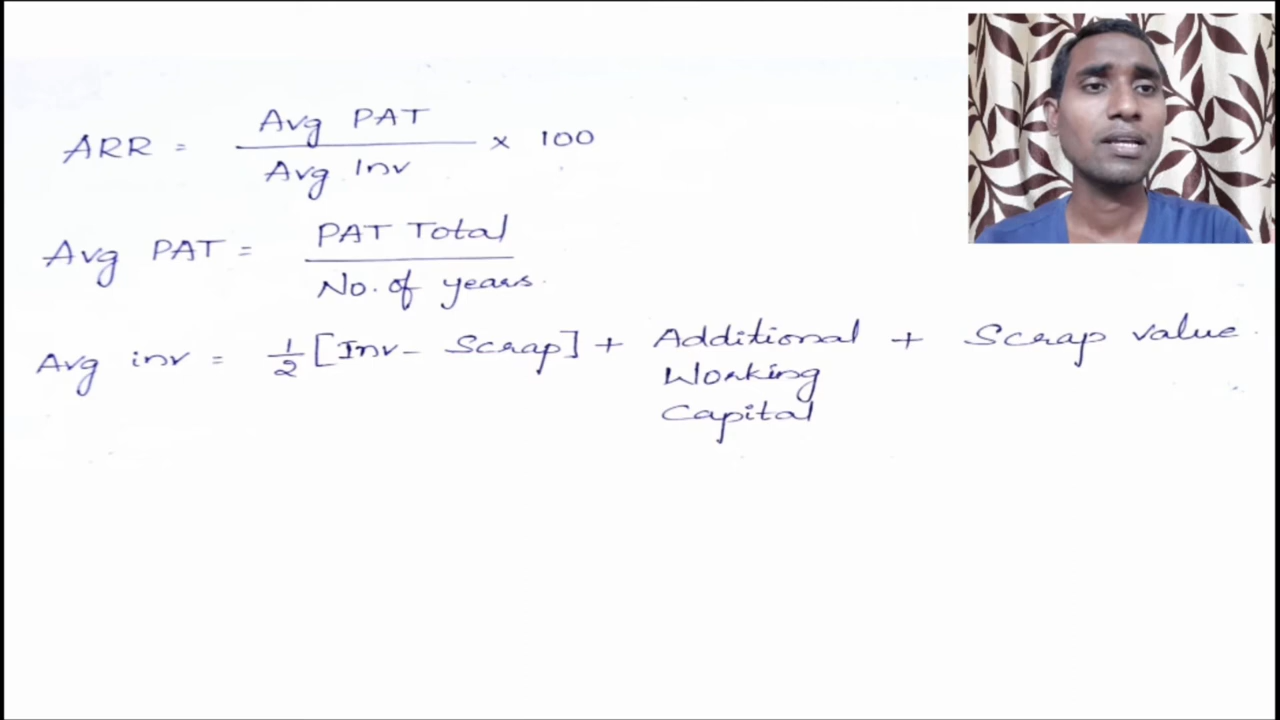 ARR = Avg PAT / Avg Inv × 100
Avg PAT = PAT Total / No. of years.
Avg inv = 1/2 [Inv - Scrap] + Additional Working Capital + Scrap value.